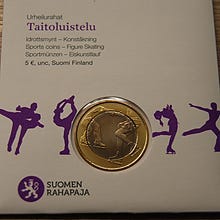 Urheilurahat
Taitoluistelu
Idrottsmynt – Konståkning
Sports coins – Figure Skating
Sportmünzen – Eiskunstlauf
5 €, unc, Suomi Finland
SUOMEN
RAHAPAJA